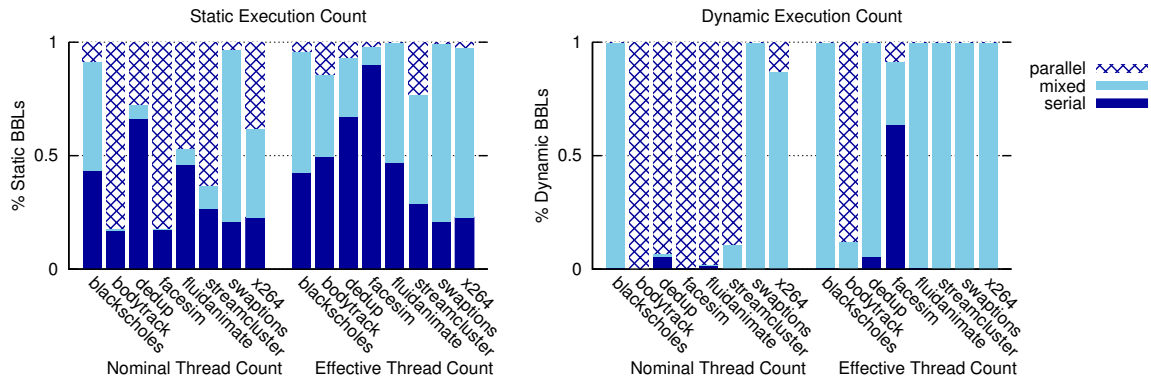 Static Execution Count
% Static BBLs
1
0.5
0
blackscholes
bodytrack
dedup
facesim
fluidanimate
streamcluster
swaptions
x264
blackscholes
bodytrack
dedup
facesim
fluidanimate
streamcluster
swaptions
x264
Nominal Thread Count
Effective Thread Count
Dynamic Execution Count
% Dynamic BBLs
1
0.5
0
blackscholes
bodytrack
dedup
facesim
fluidanimate
streamcluster
swaptions
x264
blackscholes
bodytrack
dedup
facesim
fluidanimate
streamcluster
swaptions
x264
Nominal Thread Count
Effective Thread Count
parallel
mixed
serial